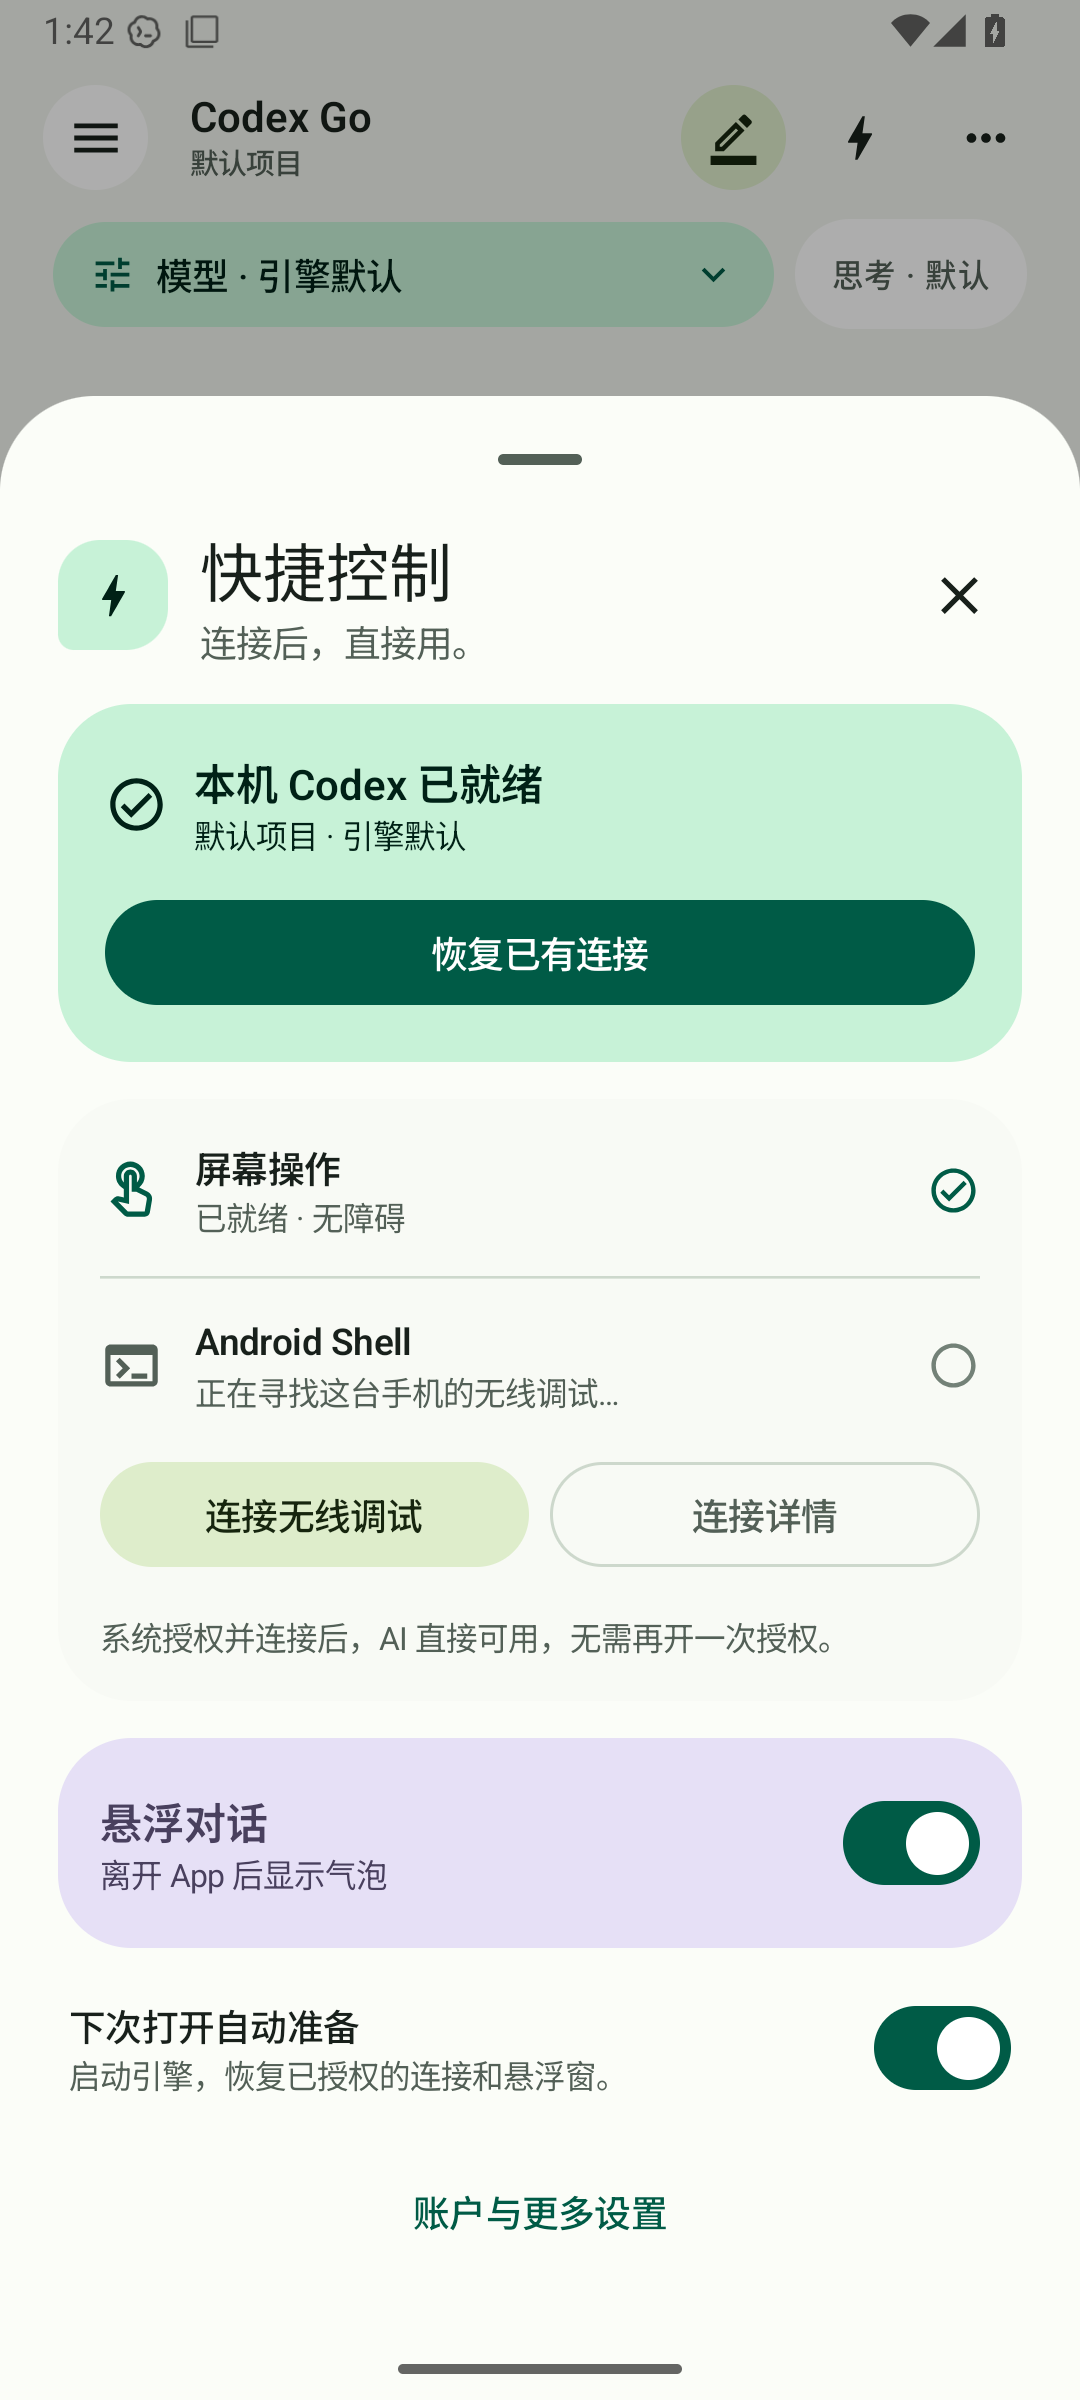 1:42
Codex Go
默认项目
模型 · 引擎默认
思考 · 默认
快捷控制
连接后，直接用。
本机 Codex 已就绪
默认项目 · 引擎默认
恢复已有连接
屏幕操作
已就绪 · 无障碍
Android Shell
正在寻找这台手机的无线调试…
连接无线调试
连接详情
系统授权并连接后，AI 直接可用，无需再开一次授权。
悬浮对话
离开 App 后显示气泡
下次打开自动准备
启动引擎，恢复已授权的连接和悬浮窗。
账户与更多设置